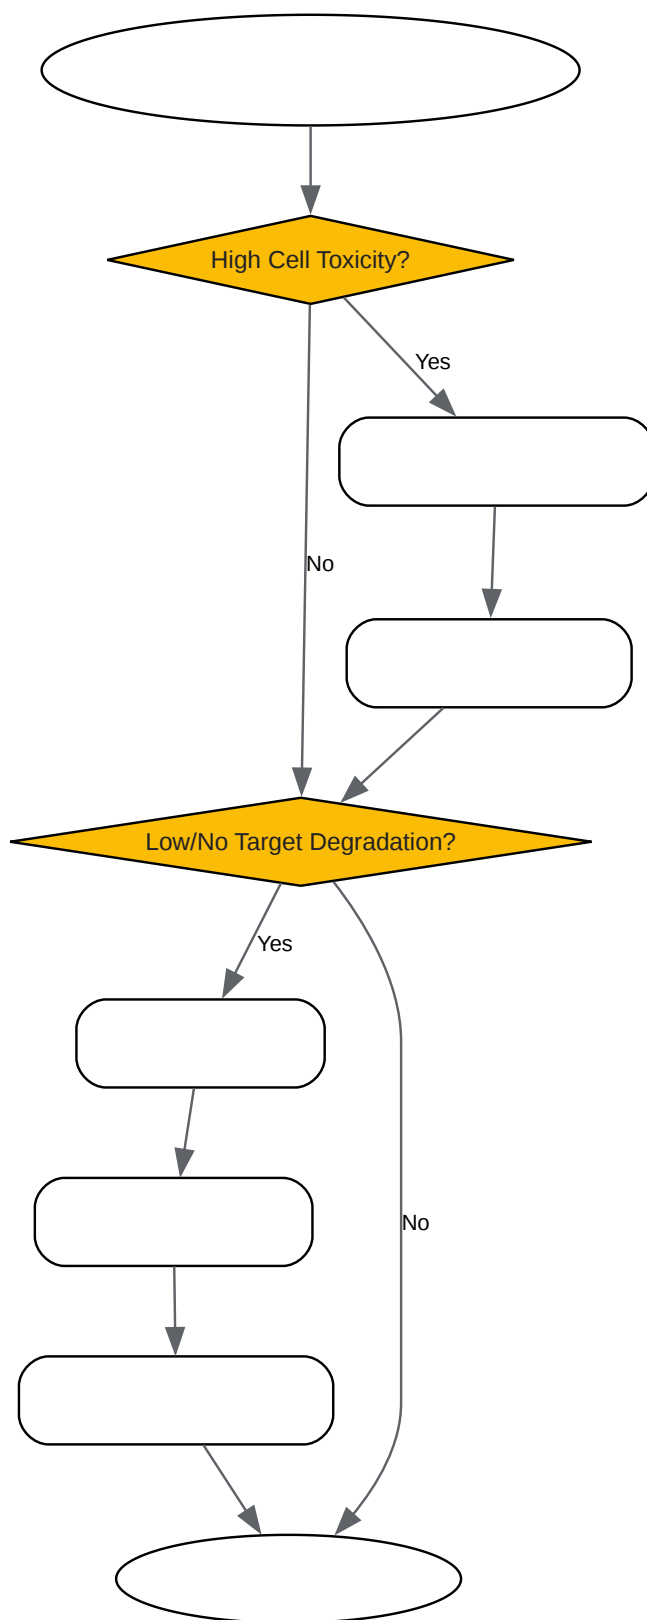 High Cell Toxicity?
Yes
No
Low/No Target Degradation?
Yes
No